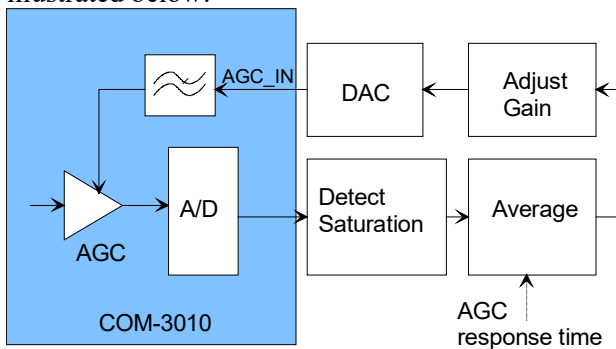 illustrated below.
AGC_IN
DAC
Adjust
Gain
A/D
Detect
Saturation
Average
AGC
COM-3010
AGC
response time